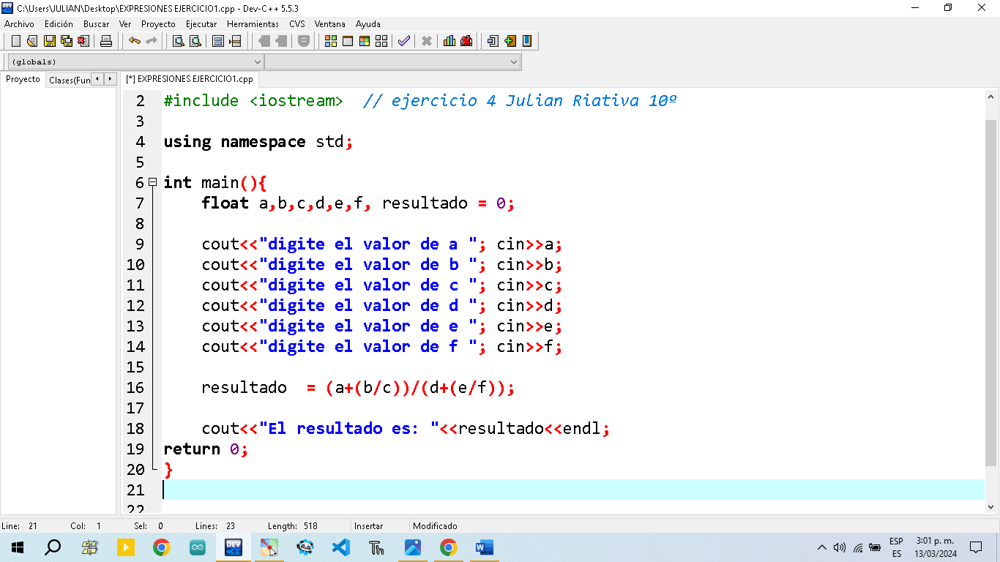 C:\Users\JULIAN\Desktop\EXPRESIONES EJERCICIO1.cpp - Dev-C++ 5.5.3
Archivo Edición Buscar Ver Proyecto Ejecutar Herramientas CVS Ventana Ayuda
(globals)
Proyecto Clases(Fun [*] EXPRESIONES EJERCICIO1.cpp
2 #include <iostream>  // ejercicio 4 Julian Riativa 10º
3
4 using namespace std;
5
6 int main(){
7     float a,b,c,d,e,f, resultado = 0;
8
9     cout<<"digite el valor de a "; cin>>a;
10     cout<<"digite el valor de b "; cin>>b;
11     cout<<"digite el valor de c "; cin>>c;
12     cout<<"digite el valor de d "; cin>>d;
13     cout<<"digite el valor de e "; cin>>e;
14     cout<<"digite el valor de f "; cin>>f;
15
16     resultado  = (a+(b/c))/(d+(e/f));
17
18     cout<<"El resultado es: "<<resultado<<endl;
19 return 0;
20 }
21
22
Line: 21 Col: 1 Sel: 0 Lines: 23 Length: 518 Insertar Modificado
DEV Th W ESP 3:01 p. m.
ES 13/03/2024